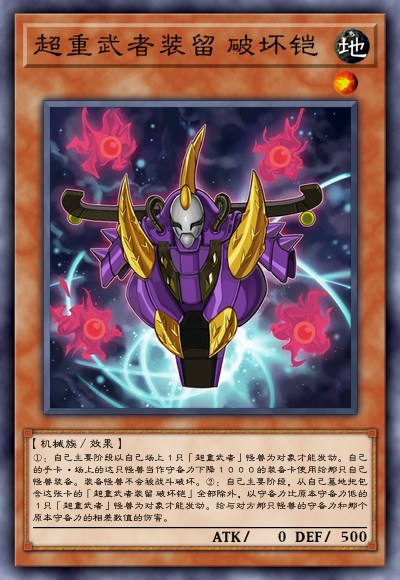 超重武者装留 破坏铠
地
【机械族／效果】
①：自己主要阶段以自己场上1只「超重武者」怪兽为对象才能发动。自己
的手卡・场上的这只怪兽当作守备力下降1000的装备卡使用给那只自己
怪兽装备。装备怪兽不会被战斗破坏。②：自己主要阶段，从自己墓地把包
含这张卡的「超重武者装留 破坏铠」全部除外，以守备力比原本守备力低的
1只「超重武者」怪兽为对象才能发动。给与对方那只怪兽的守备力和那个
原本守备力的相差数值的伤害。
ATK/ 0 DEF/ 500